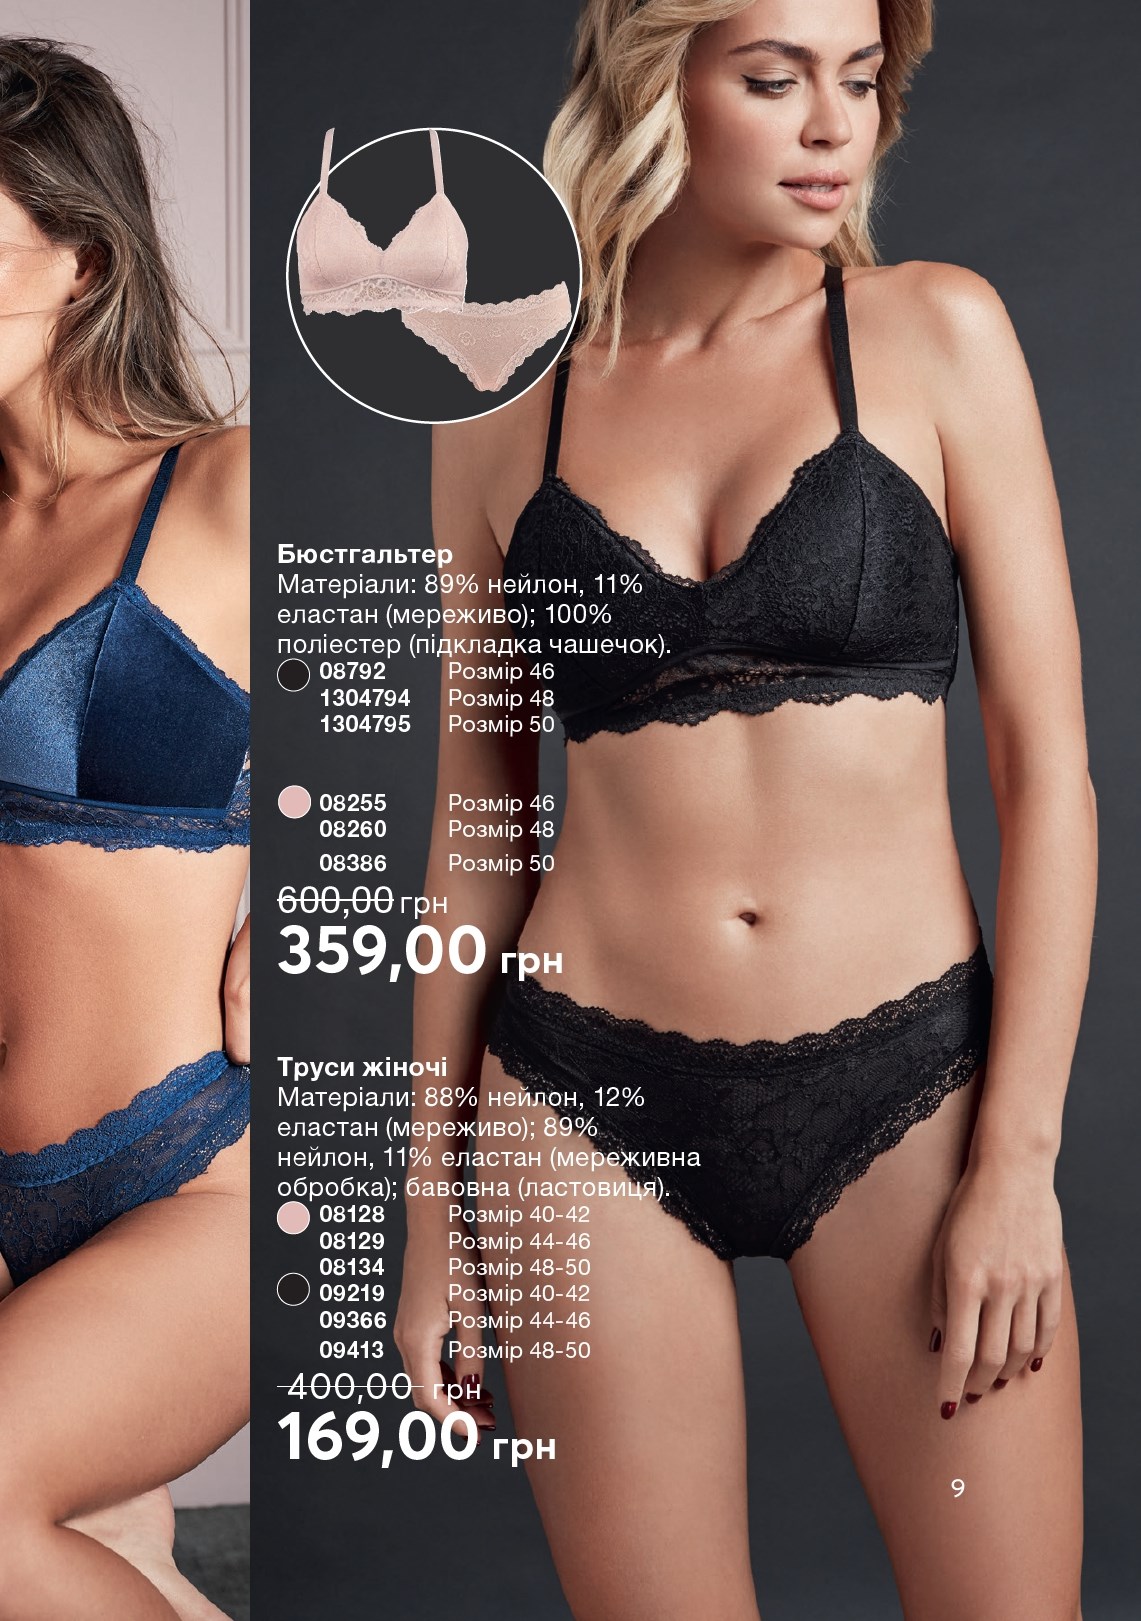 Бюстгальтер
Матеріали: 89% нейлон, 11%
еластан (мереживо); 100%
поліестер (підкладка чашечок).
08792 Розмір 46
1304794 Розмір 48
1304795 Розмір 50
08255 Розмір 46
08260 Розмір 48
08386 Розмір 50
600,00 грн
359,00 грн
Труси жіночі
Матеріали: 88% нейлон, 12%
еластан (мереживо); 89%
нейлон, 11% еластан (мереживна
обробка); бавовна (ластовиця).
08128 Розмір 40-42
08129 Розмір 44-46
08134 Розмір 48-50
09219 Розмір 40-42
09366 Розмір 44-46
09413 Розмір 48-50
400,00 грн
169,00 грн
9